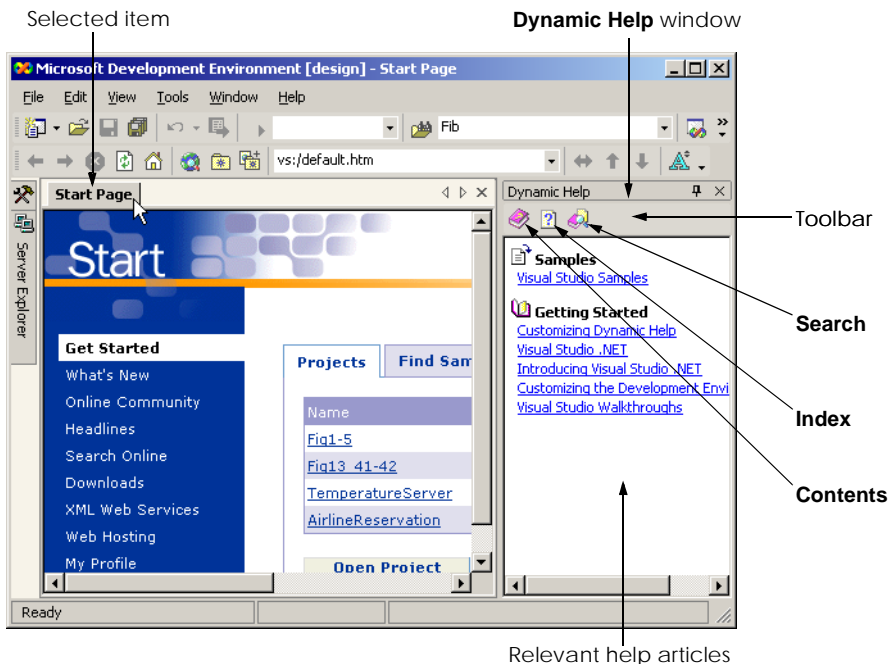 Selected item
Dynamic Help window
Microsoft Development Environment [design] - Start Page
File Edit View Tools Window Help
Fib
vs:/default.htm
Server Explorer
Start Page
Start
Get Started
What's New
Online Community
Headlines
Search Online
Downloads
XML Web Services
Web Hosting
My Profile
Projects
Find Sam
Name
Fig1-5
Fig13_41-42
TemperatureServer
AirlineReservation
Open Project
Dynamic Help
Samples
Visual Studio Samples
Getting Started
Customizing Dynamic Help
Visual Studio .NET
Introducing Visual Studio .NET
Customizing the Development Envi
Visual Studio Walkthroughs
Toolbar
Search
Index
Contents
Ready
Relevant help articles